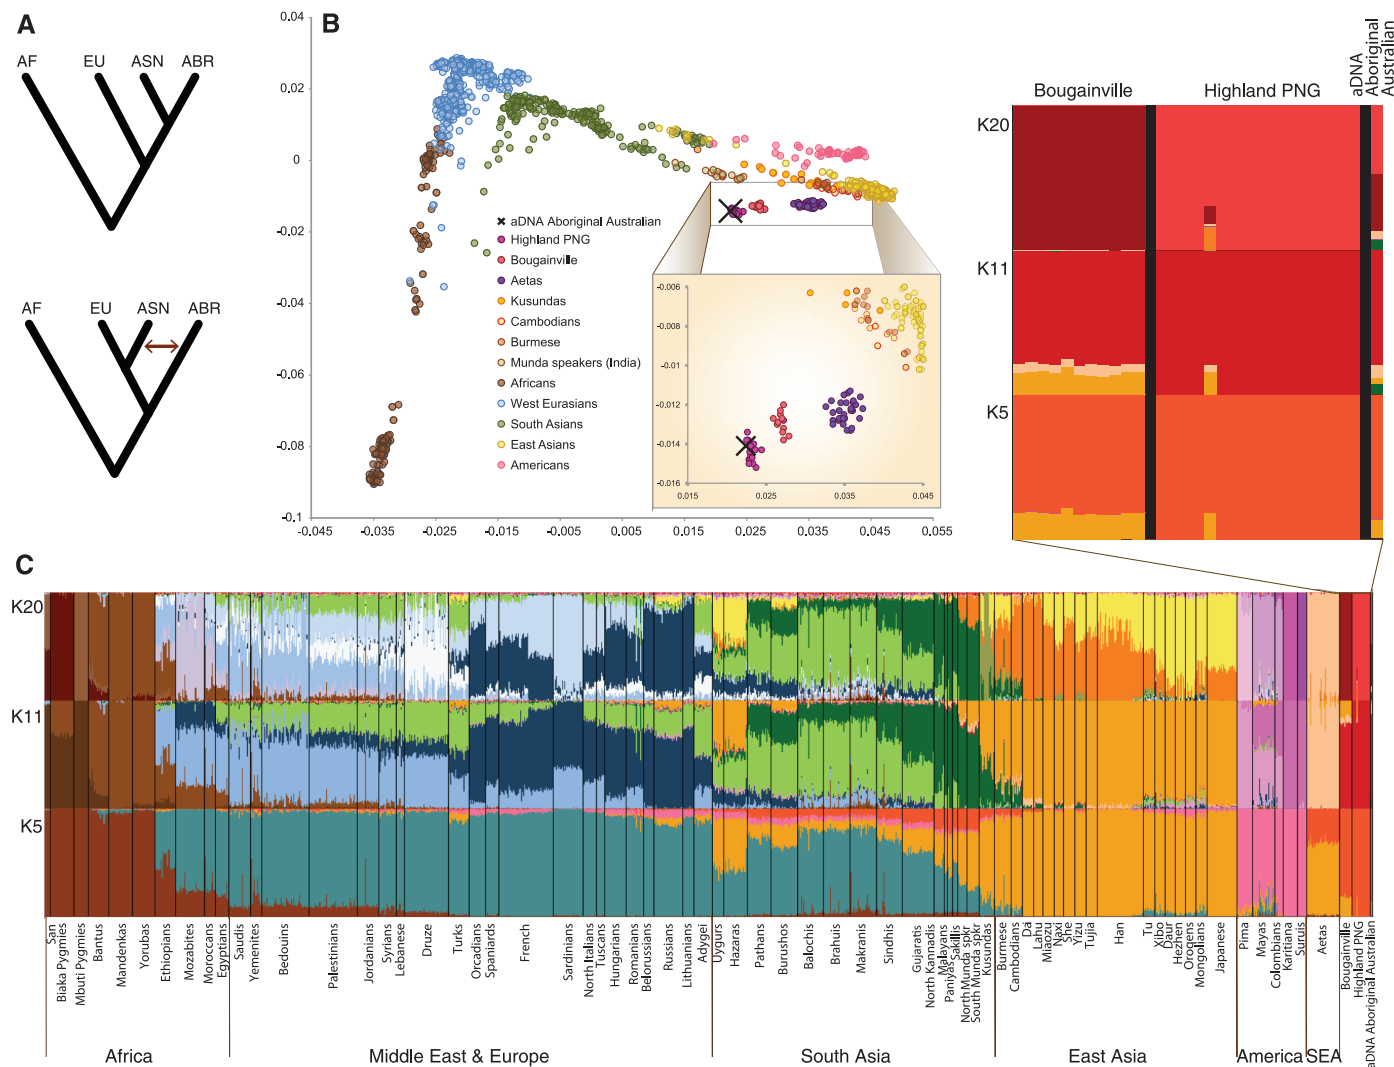 A
AF EU ASN ABR
AF EU ASN ABR
B
0.04
0.02
0
-0.02
-0.04
-0.06
-0.08
-0.1
-0.045 -0.035 -0.025 -0.015 -0.005 0.005 0.015 0.025 0.035 0.045 0.055
aDNA Aboriginal Australian
Highland PNG
Bougainville
Aetas
Kusundas
Cambodians
Burmese
Munda speakers (India)
Africans
West Eurasians
South Asians
East Asians
Americans
-0.006
-0.008
-0.01
-0.012
-0.014
-0.016
0.015 0.025 0.035 0.045
Bougainville
Highland PNG
aDNA
Aboriginal
Australian
K20
K11
K5
C
K20
K11
K5
San
Biaka Pygmies
Mbuti Pygmies
Bantus
Mandenkas
Yorubas
Ethiopians
Mozabites
Moroccans
Egyptians
Saudis
Yemenites
Bedouins
Palestinians
Jordanians
Syrians
Lebanese
Druze
Turks
Orcadians
Spaniards
French
Sardinians
North Italians
Tuscans
Hungarians
Romanians
Belorussians
Russians
Lithuanians
Adygei
Uygurs
Hazaras
Pathans
Burushos
Balochis
Brahuis
Makranis
Sindhis
Gujaratis
North Kannadis
Malayans
Paniyas
Sakilli
North Munda spkr
South Munda spkr
Kusundas
Burmese
Cambodians
Da
Lahu
Miaozu
Naxi
She
Yizu
Tujia
Han
Tu
Xibo
Daur
Hezhen
Oroqens
Mongolians
Japanese
Pima
Mayas
Colombians
Karitiana
Suruis
Aetas
Bougainville
Highland PNG
aDNA Aboriginal Australian
Africa
Middle East & Europe
South Asia
East Asia
America
SEA